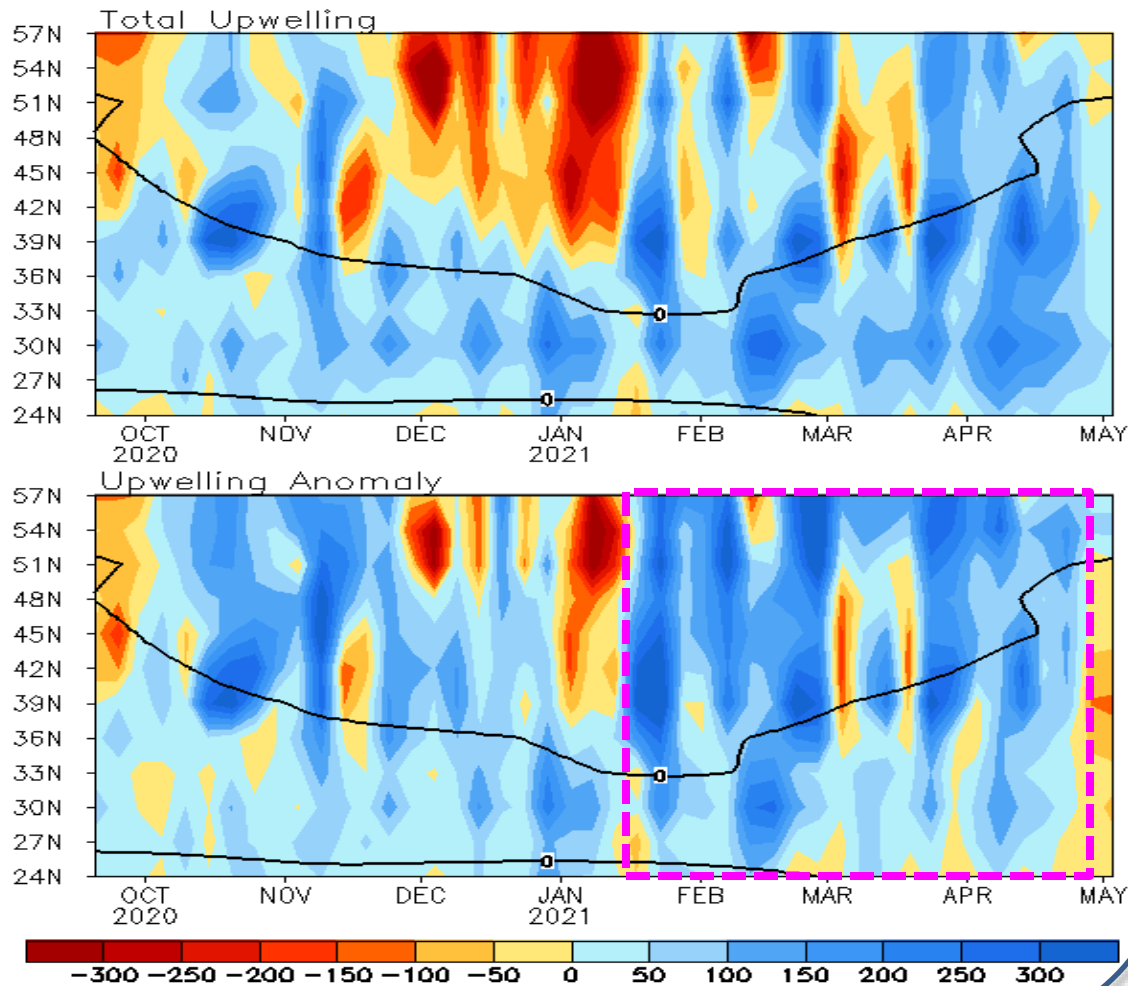 Total Upwelling
57N
54N
51N
48N
45N
42N
39N
36N
33N
30N
27N
24N
0
0
OCT NOV DEC JAN FEB MAR APR MAY
2020 2021
Upwelling Anomaly
57N
54N
51N
48N
45N
42N
39N
36N
33N
30N
27N
24N
0
0
OCT NOV DEC JAN FEB MAR APR MAY
2020 2021
-300 -250 -200 -150 -100 -50 0 50 100 150 200 250 300